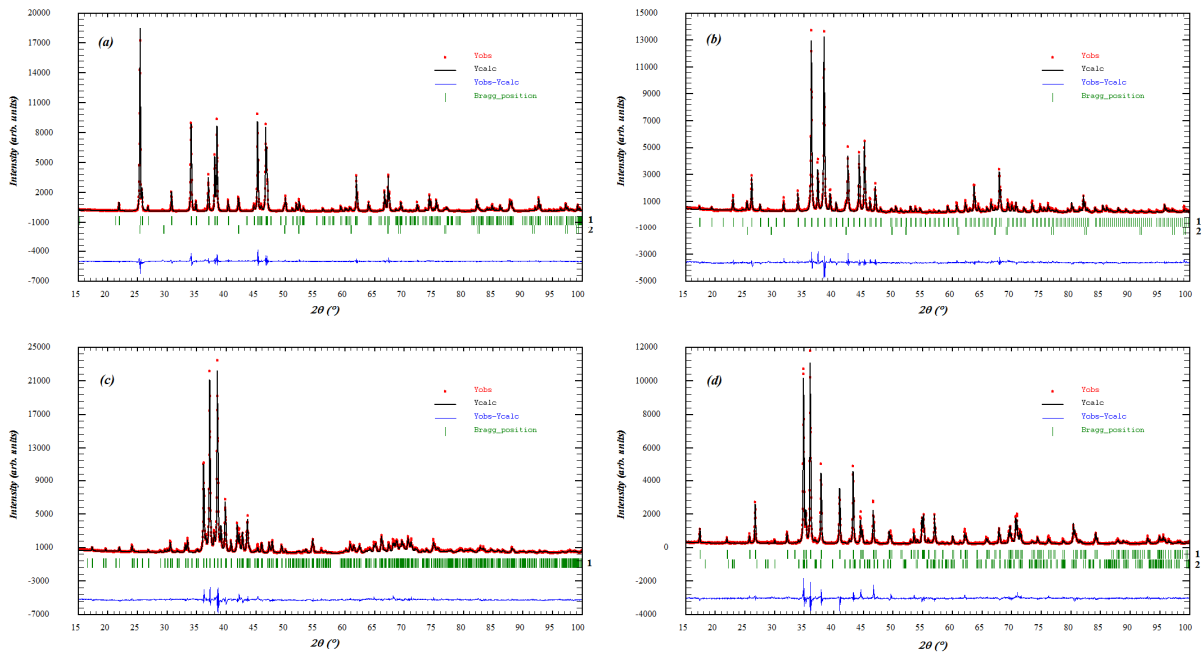 (a)
Yobs
Ycalc
Yobs-Ycalc
Bragg_position
Intensity (arb. units)
20000
17000
14000
11000
8000
5000
2000
-1000
-4000
-7000
1
2
15 20 25 30 35 40 45 50 55 60 65 70 75 80 85 90 95 100
2θ (°)
(b)
Yobs
Ycalc
Yobs-Ycalc
Bragg_position
Intensity (arb. units)
15000
13000
11000
9000
7000
5000
3000
1000
-1000
-3000
-5000
1
2
15 20 25 30 35 40 45 50 55 60 65 70 75 80 85 90 95 100
2θ (°)
(c)
Yobs
Ycalc
Yobs-Ycalc
Bragg_position
Intensity (arb. units)
25000
21000
17000
13000
9000
5000
1000
-3000
-7000
1
15 20 25 30 35 40 45 50 55 60 65 70 75 80 85 90 95 100
2θ (°)
(d)
Yobs
Ycalc
Yobs-Ycalc
Bragg_position
Intensity (arb. units)
12000
10000
8000
6000
4000
2000
0
-2000
-4000
1
2
15 20 25 30 35 40 45 50 55 60 65 70 75 80 85 90 95 100
2θ (°)